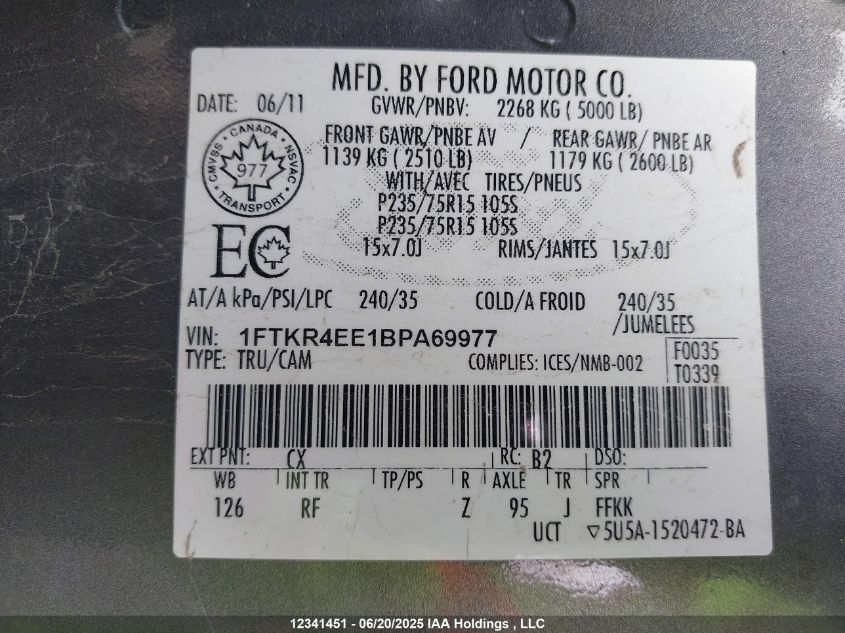 MFD. BY FORD MOTOR CO.
DATE: 06/11 GVWR/PNBV: 2268 KG ( 5000 LB)
FRONT GAWR/PNBE AV / REAR GAWR/ PNBE AR
1139 KG ( 2510 LB) 1179 KG ( 2600 LB)
WITH/AVEC TIRES/PNEUS
P235/75R15 105S
P235/75R15 105S
15x7.0J RIMS/JANTES 15x7.0J
CANADA
CMVSS 977 NSVAC
TRANSPORT
EC
AT/A kPa/PSI/LPC 240/35 COLD/A FROID 240/35
/JUMELEES
VIN: 1FTKR4EE1BPA69977
TYPE: TRU/CAM COMPLIES: ICES/NMB-002
F0035
T0339
EXT PNT: CX RC: B2 DSO:
WB INT TR TP/PS R AXLE TR SPR
126 RF Z 95 J FFKK
UCT ▽5U5A-1520472-BA
12341451 - 06/20/2025 IAA Holdings , LLC